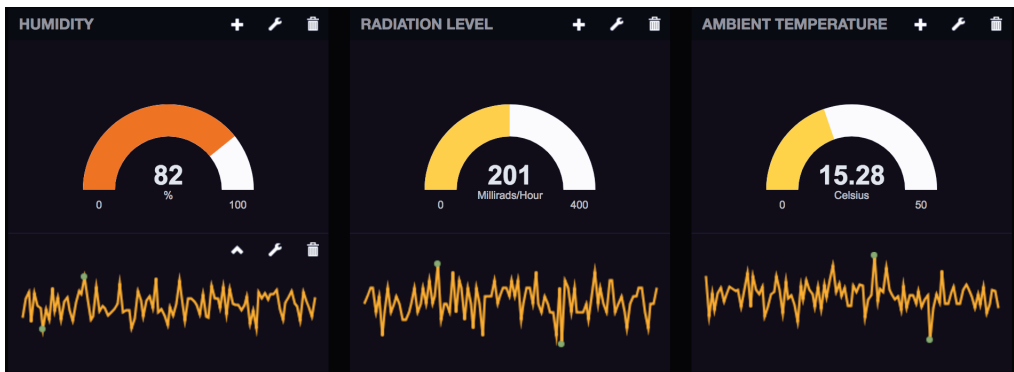 HUMIDITY
82
%
0 100
RADIATION LEVEL
201
Millirads/Hour
0 400
AMBIENT TEMPERATURE
15.28
Celsius
0 50